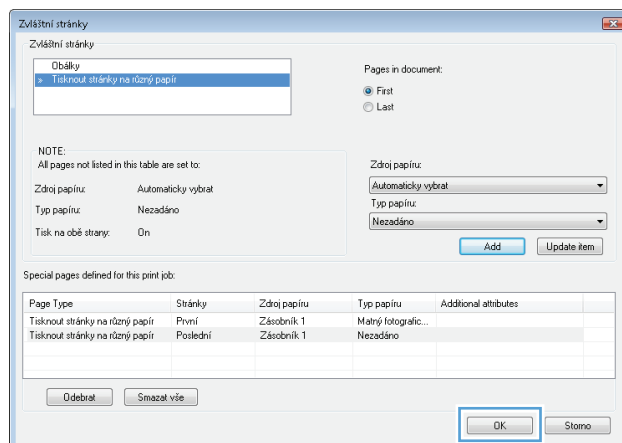 Zvláštní stránky
Zvláštní stránky
Obálky
» Tisknout stránky na různý papír
Pages in document:
First
Last
NOTE:
All pages not listed in this table are set to:
Zdroj papíru: Automaticky vybrat
Typ papíru: Nezadáno
Tisk na obě strany: On
Zdroj papíru:
Automaticky vybrat
Typ papíru:
Nezadáno
Add Update item
Special pages defined for this print job:
Page Type Stránky Zdroj papíru Typ papíru Additional attributes
Tisknout stránky na různý papír První Zásobník 1 Matný fotografic...
Tisknout stránky na různý papír Poslední Zásobník 1 Nezadáno
Odebrat Smazat vše
OK Storno